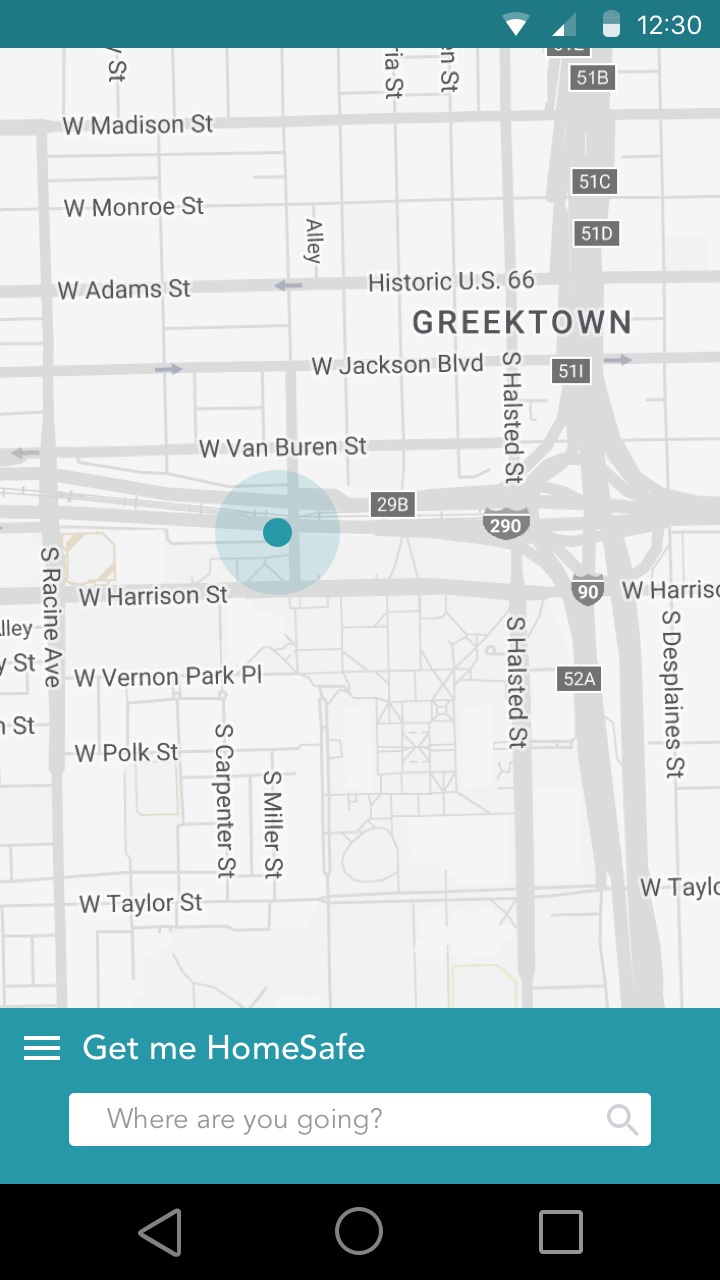 12:30
51B
W Madison St
51C
W Monroe St
Alley
51D
W Adams St
Historic U.S. 66
GREEKTOWN
W Jackson Blvd
51I
S Halsted St
W Van Buren St
29B
290
S Racine Ave
W Harrison St
90
W Harriso
S Halsted St
S Desplaines St
W Vernon Park Pl
52A
W Polk St
S Carpenter St
S Miller St
W Taylor St
W Taylo
Get me HomeSafe
Where are you going?